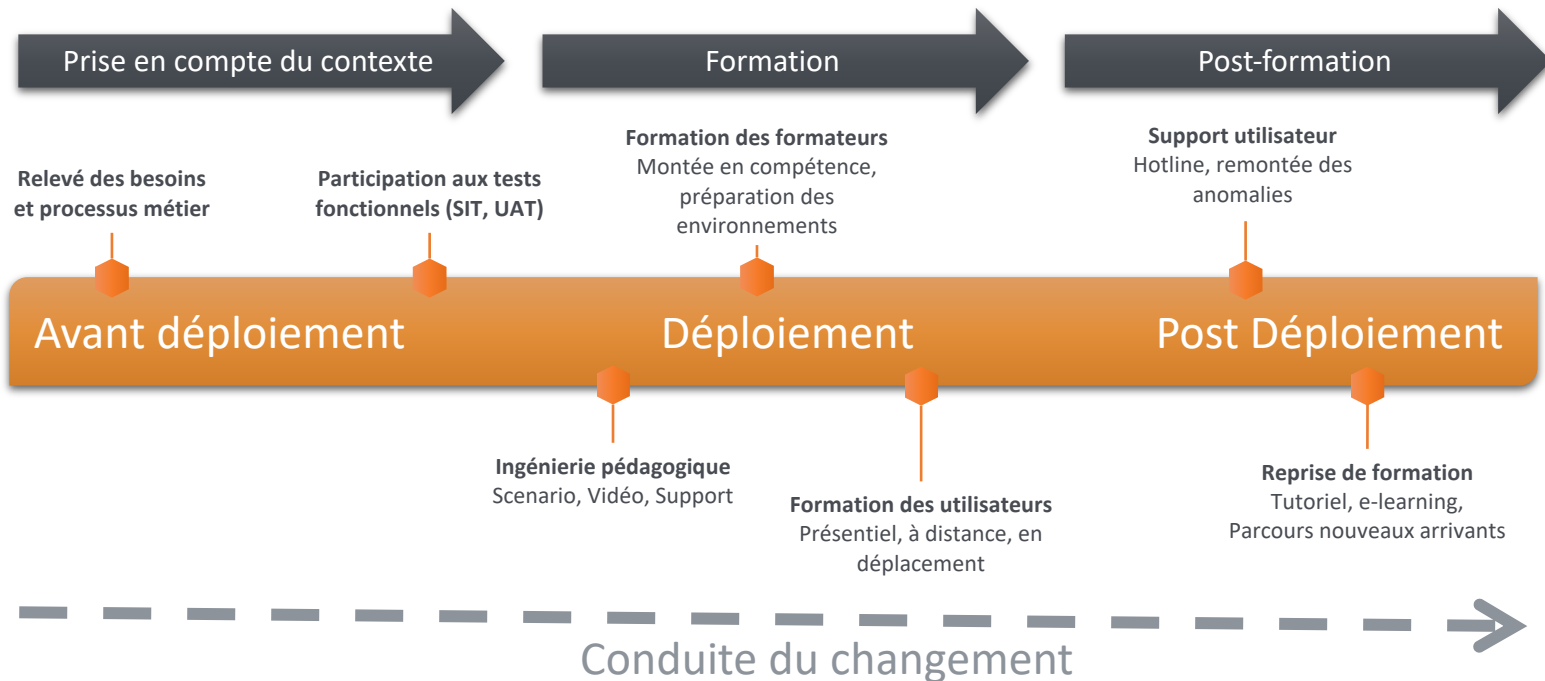 Prise en compte du contexte
Formation
Post-formation
Relevé des besoins
et processus métier
Participation aux tests
fonctionnels (SIT, UAT)
Formation des formateurs
Montée en compétence,
préparation des
environnements
Support utilisateur
Hotline, remontée des
anomalies
Avant déploiement
Déploiement
Post Déploiement
Ingénierie pédagogique
Scenario, Vidéo, Support
Formation des utilisateurs
Présentiel, à distance, en
déplacement
Reprise de formation
Tutoriel, e-learning,
Parcours nouveaux arrivants
Conduite du changement